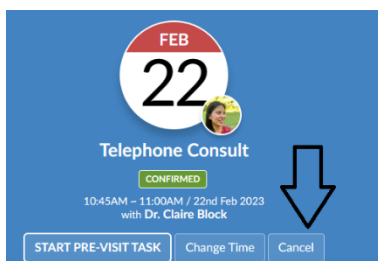 FEB
22
Telephone Consult
CONFIRMED
10:45AM – 11:00AM / 22nd Feb 2023
with Dr. Claire Block
START PRE-VISIT TASK Change Time Cancel